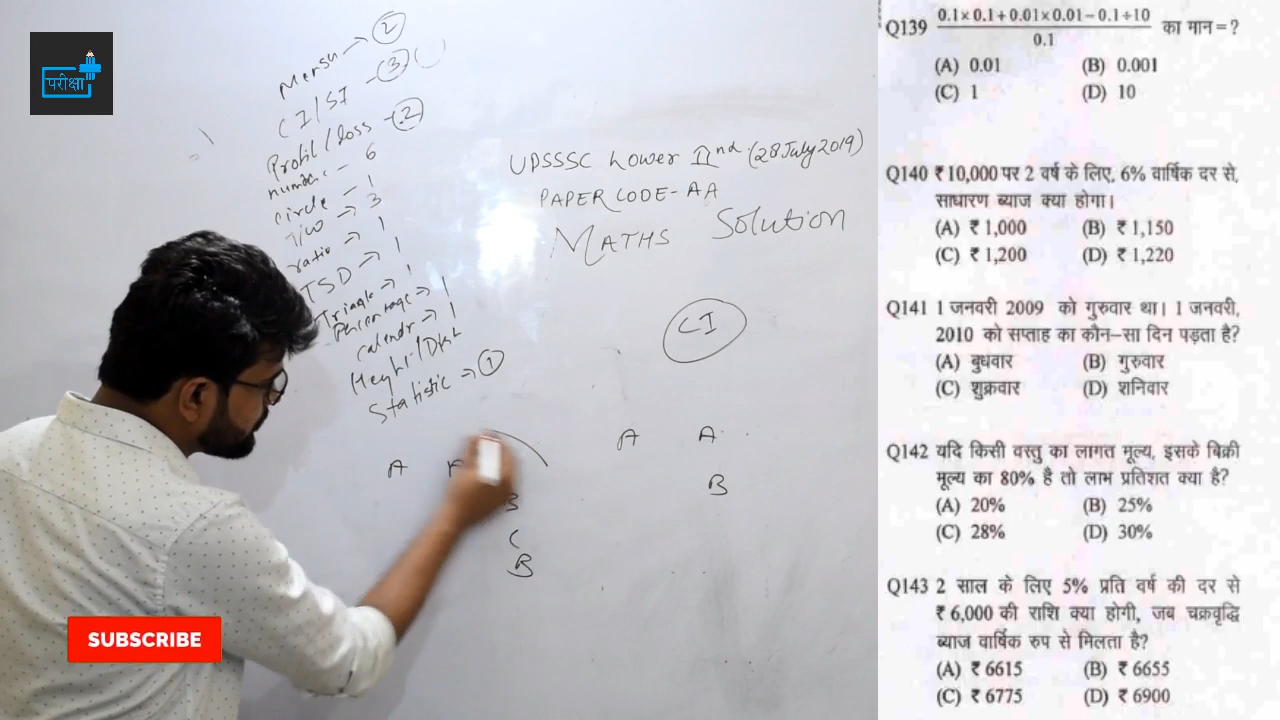 परीक्षा
Mensu → 2
CI/SI - 3
Profit/loss - 2
number - 6
circle - 1
T/W → 3
ratio → 1
TSD → 1
Triangle → 1
Percentage → 1
Calendr → 1
Height/Dist
Statistic → 1
UPSSSC Lower IInd (28 July 2019)
PAPER CODE-AA
MATHS Solution
CI
A
A A
B
B
C
B
SUBSCRIBE
Q139 0.1×0.1+0.01×0.01−0.1÷10
0.1
का मान = ?
(A) 0.01 (B) 0.001
(C) 1 (D) 10
Q140 ₹ 10,000 पर 2 वर्ष के लिए, 6% वार्षिक दर से,
साधारण ब्याज क्या होगा।
(A) ₹ 1,000 (B) ₹ 1,150
(C) ₹ 1,200 (D) ₹ 1,220
Q141 1 जनवरी 2009 को गुरुवार था। 1 जनवरी,
2010 को सप्ताह का कौन–सा दिन पड़ता है?
(A) बुधवार (B) गुरुवार
(C) शुक्रवार (D) शनिवार
Q142 यदि किसी वस्तु का लागत मूल्य, इसके बिक्री
मूल्य का 80% है तो लाभ प्रतिशत क्या है?
(A) 20% (B) 25%
(C) 28% (D) 30%
Q143 2 साल के लिए 5% प्रति वर्ष की दर से
₹ 6,000 की राशि क्या होगी, जब चक्रवृद्धि
ब्याज वार्षिक रुप से मिलता है?
(A) ₹ 6615 (B) ₹ 6655
(C) ₹ 6775 (D) ₹ 6900